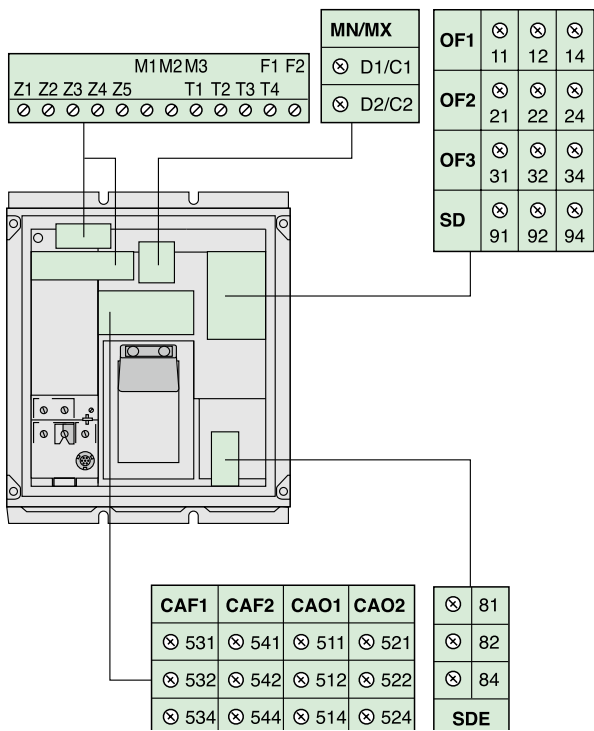 M1 M2 M3 F1 F2
Z1 Z2 Z3 Z4 Z5 T1 T2 T3 T4
MN/MX
D1/C1
D2/C2
OF1
11 12 14
OF2
21 22 24
OF3
31 32 34
SD
91 92 94
CAF1 CAF2 CAO1 CAO2
531 541 511 521
532 542 512 522
534 544 514 524
81
82
84
SDE